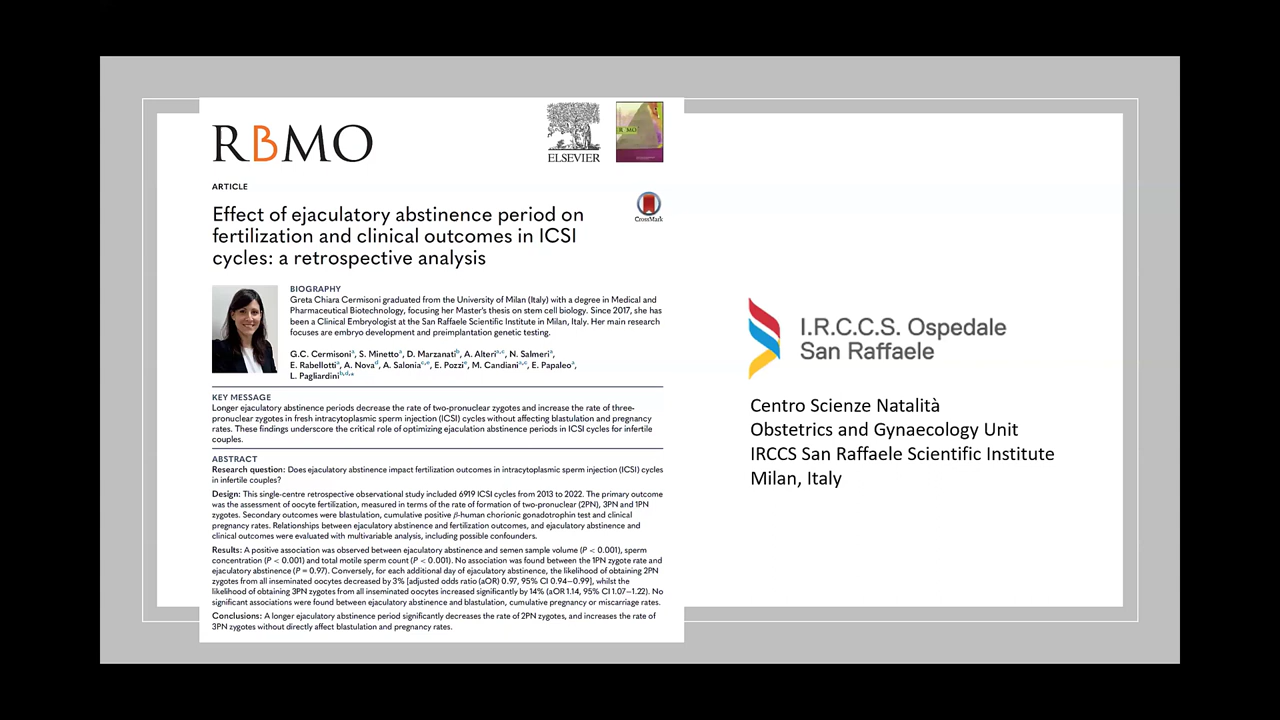 RBMO
ELSEVIER
RBMO
ARTICLE
CrossMark
Effect of ejaculatory abstinence period on
fertilization and clinical outcomes in ICSI
cycles: a retrospective analysis
BIOGRAPHY
Greta Chiara Cermisoni graduated from the University of Milan (Italy) with a degree in Medical and
Pharmaceutical Biotechnology, focusing her Master's thesis on stem cell biology. Since 2017, she has
been a Clinical Embryologist at the San Raffaele Scientific Institute in Milan, Italy. Her main research
focuses are embryo development and preimplantation genetic testing.
G.C. Cermisoniᵃ, S. Minettoᵃ, D. Marzanatiᵇ, A. Alteriᵃ,ᶜ, N. Salmeriᵃ,
E. Rabellottiᵃ, A. Novaᵈ, A. Saloniaᶜ,ᵉ, E. Pozziᵉ, M. Candianiᵃ,ᶜ, E. Papaleoᵃ,
L. Pagliardiniᵇ,ᵈ,*
KEY MESSAGE
Longer ejaculatory abstinence periods decrease the rate of two-pronuclear zygotes and increase the rate of three-
pronuclear zygotes in fresh intracytoplasmic sperm injection (ICSI) cycles without affecting blastulation and pregnancy
rates. These findings underscore the critical role of optimizing ejaculation abstinence periods in ICSI cycles for infertile
couples.
ABSTRACT
Research question: Does ejaculatory abstinence impact fertilization outcomes in intracytoplasmic sperm injection (ICSI) cycles
in infertile couples?
Design: This single-centre retrospective observational study included 6919 ICSI cycles from 2013 to 2022. The primary outcome
was the assessment of oocyte fertilization, measured in terms of the rate of formation of two-pronuclear (2PN), 3PN and 1PN
zygotes. Secondary outcomes were blastulation, cumulative positive β-human chorionic gonadotrophin test and clinical
pregnancy rates. Relationships between ejaculatory abstinence and fertilization outcomes, and ejaculatory abstinence and
clinical outcomes were evaluated with multivariable analysis, including possible confounders.
Results: A positive association was observed between ejaculatory abstinence and semen sample volume (P < 0.001), sperm
concentration (P < 0.001) and total motile sperm count (P < 0.001). No association was found between the 1PN zygote rate and
ejaculatory abstinence (P = 0.97). Conversely, for each additional day of ejaculatory abstinence, the likelihood of obtaining 2PN
zygotes from all inseminated oocytes decreased by 3% [adjusted odds ratio (aOR) 0.97, 95% CI 0.94–0.99], whilst the
likelihood of obtaining 3PN zygotes from all inseminated oocytes increased significantly by 14% (aOR 1.14, 95% CI 1.07–1.22). No
significant associations were found between ejaculatory abstinence and blastulation, cumulative pregnancy or miscarriage rates.
Conclusions: A longer ejaculatory abstinence period significantly decreases the rate of 2PN zygotes, and increases the rate of
3PN zygotes without directly affect blastulation and pregnancy rates.
I.R.C.C.S. Ospedale
San Raffaele
Centro Scienze Natalità
Obstetrics and Gynaecology Unit
IRCCS San Raffaele Scientific Institute
Milan, Italy